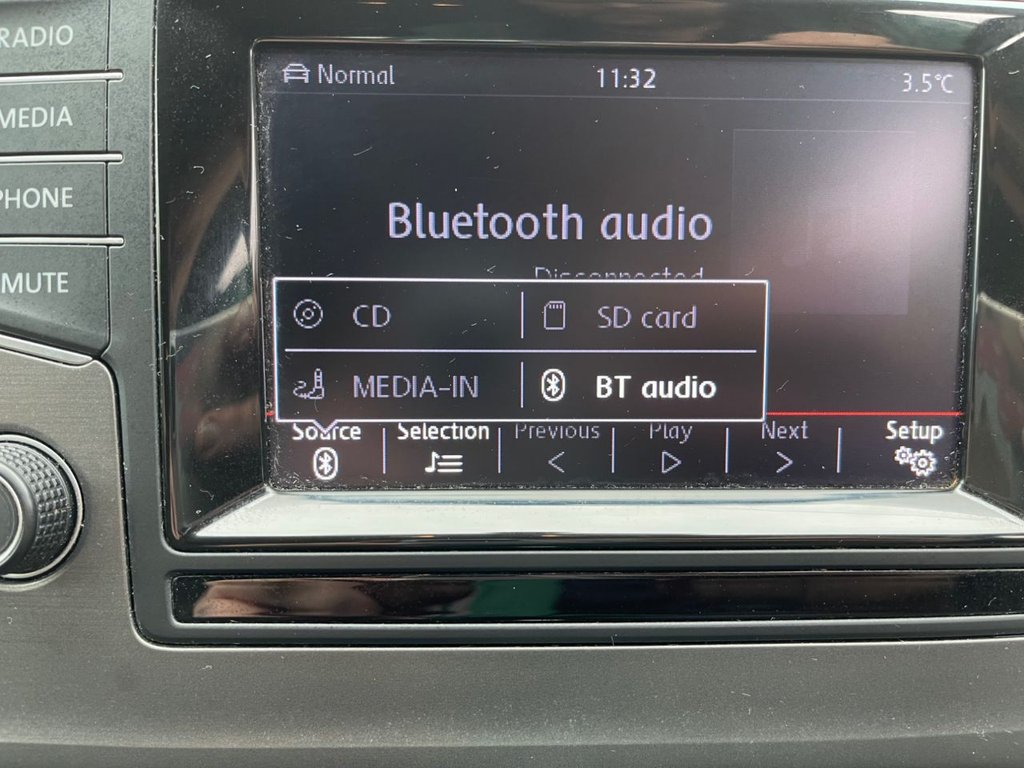 RADIO
MEDIA
PHONE
MUTE
Normal 11:32 3.5°C
Bluetooth audio
Disconnected
CD SD card
MEDIA-IN BT audio
Source Selection Previous Play Next Setup